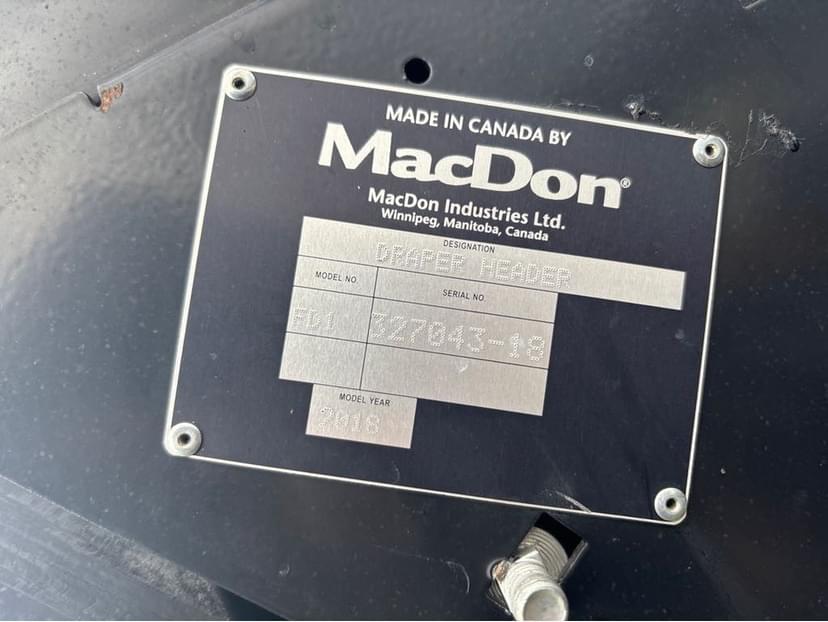 MADE IN CANADA BY
MacDon®
MacDon Industries Ltd.
Winnipeg, Manitoba, Canada
DESIGNATION
DRAPER HEADER
MODEL NO.
SERIAL NO.
FD1
327043-18
MODEL YEAR
2018